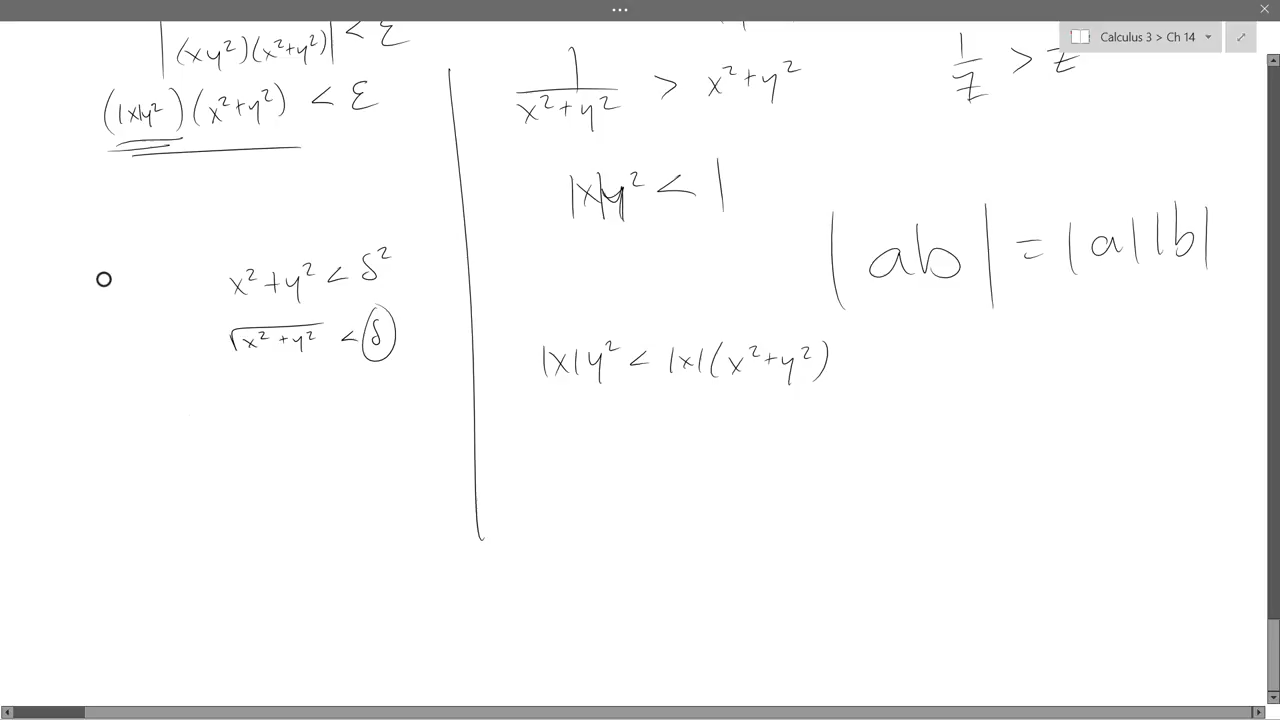 Calculus 3 > Ch 14
|(xy²)(x²+y²)| < ε
(|x|y²)(x²+y²) < ε
x²+y² < δ²
√x²+y² < δ
1/(x²+y²) > x²+y²
|x|y² < 1
|x|y² < |x|(x²+y²)
1/z > z
|ab| = |a||b|